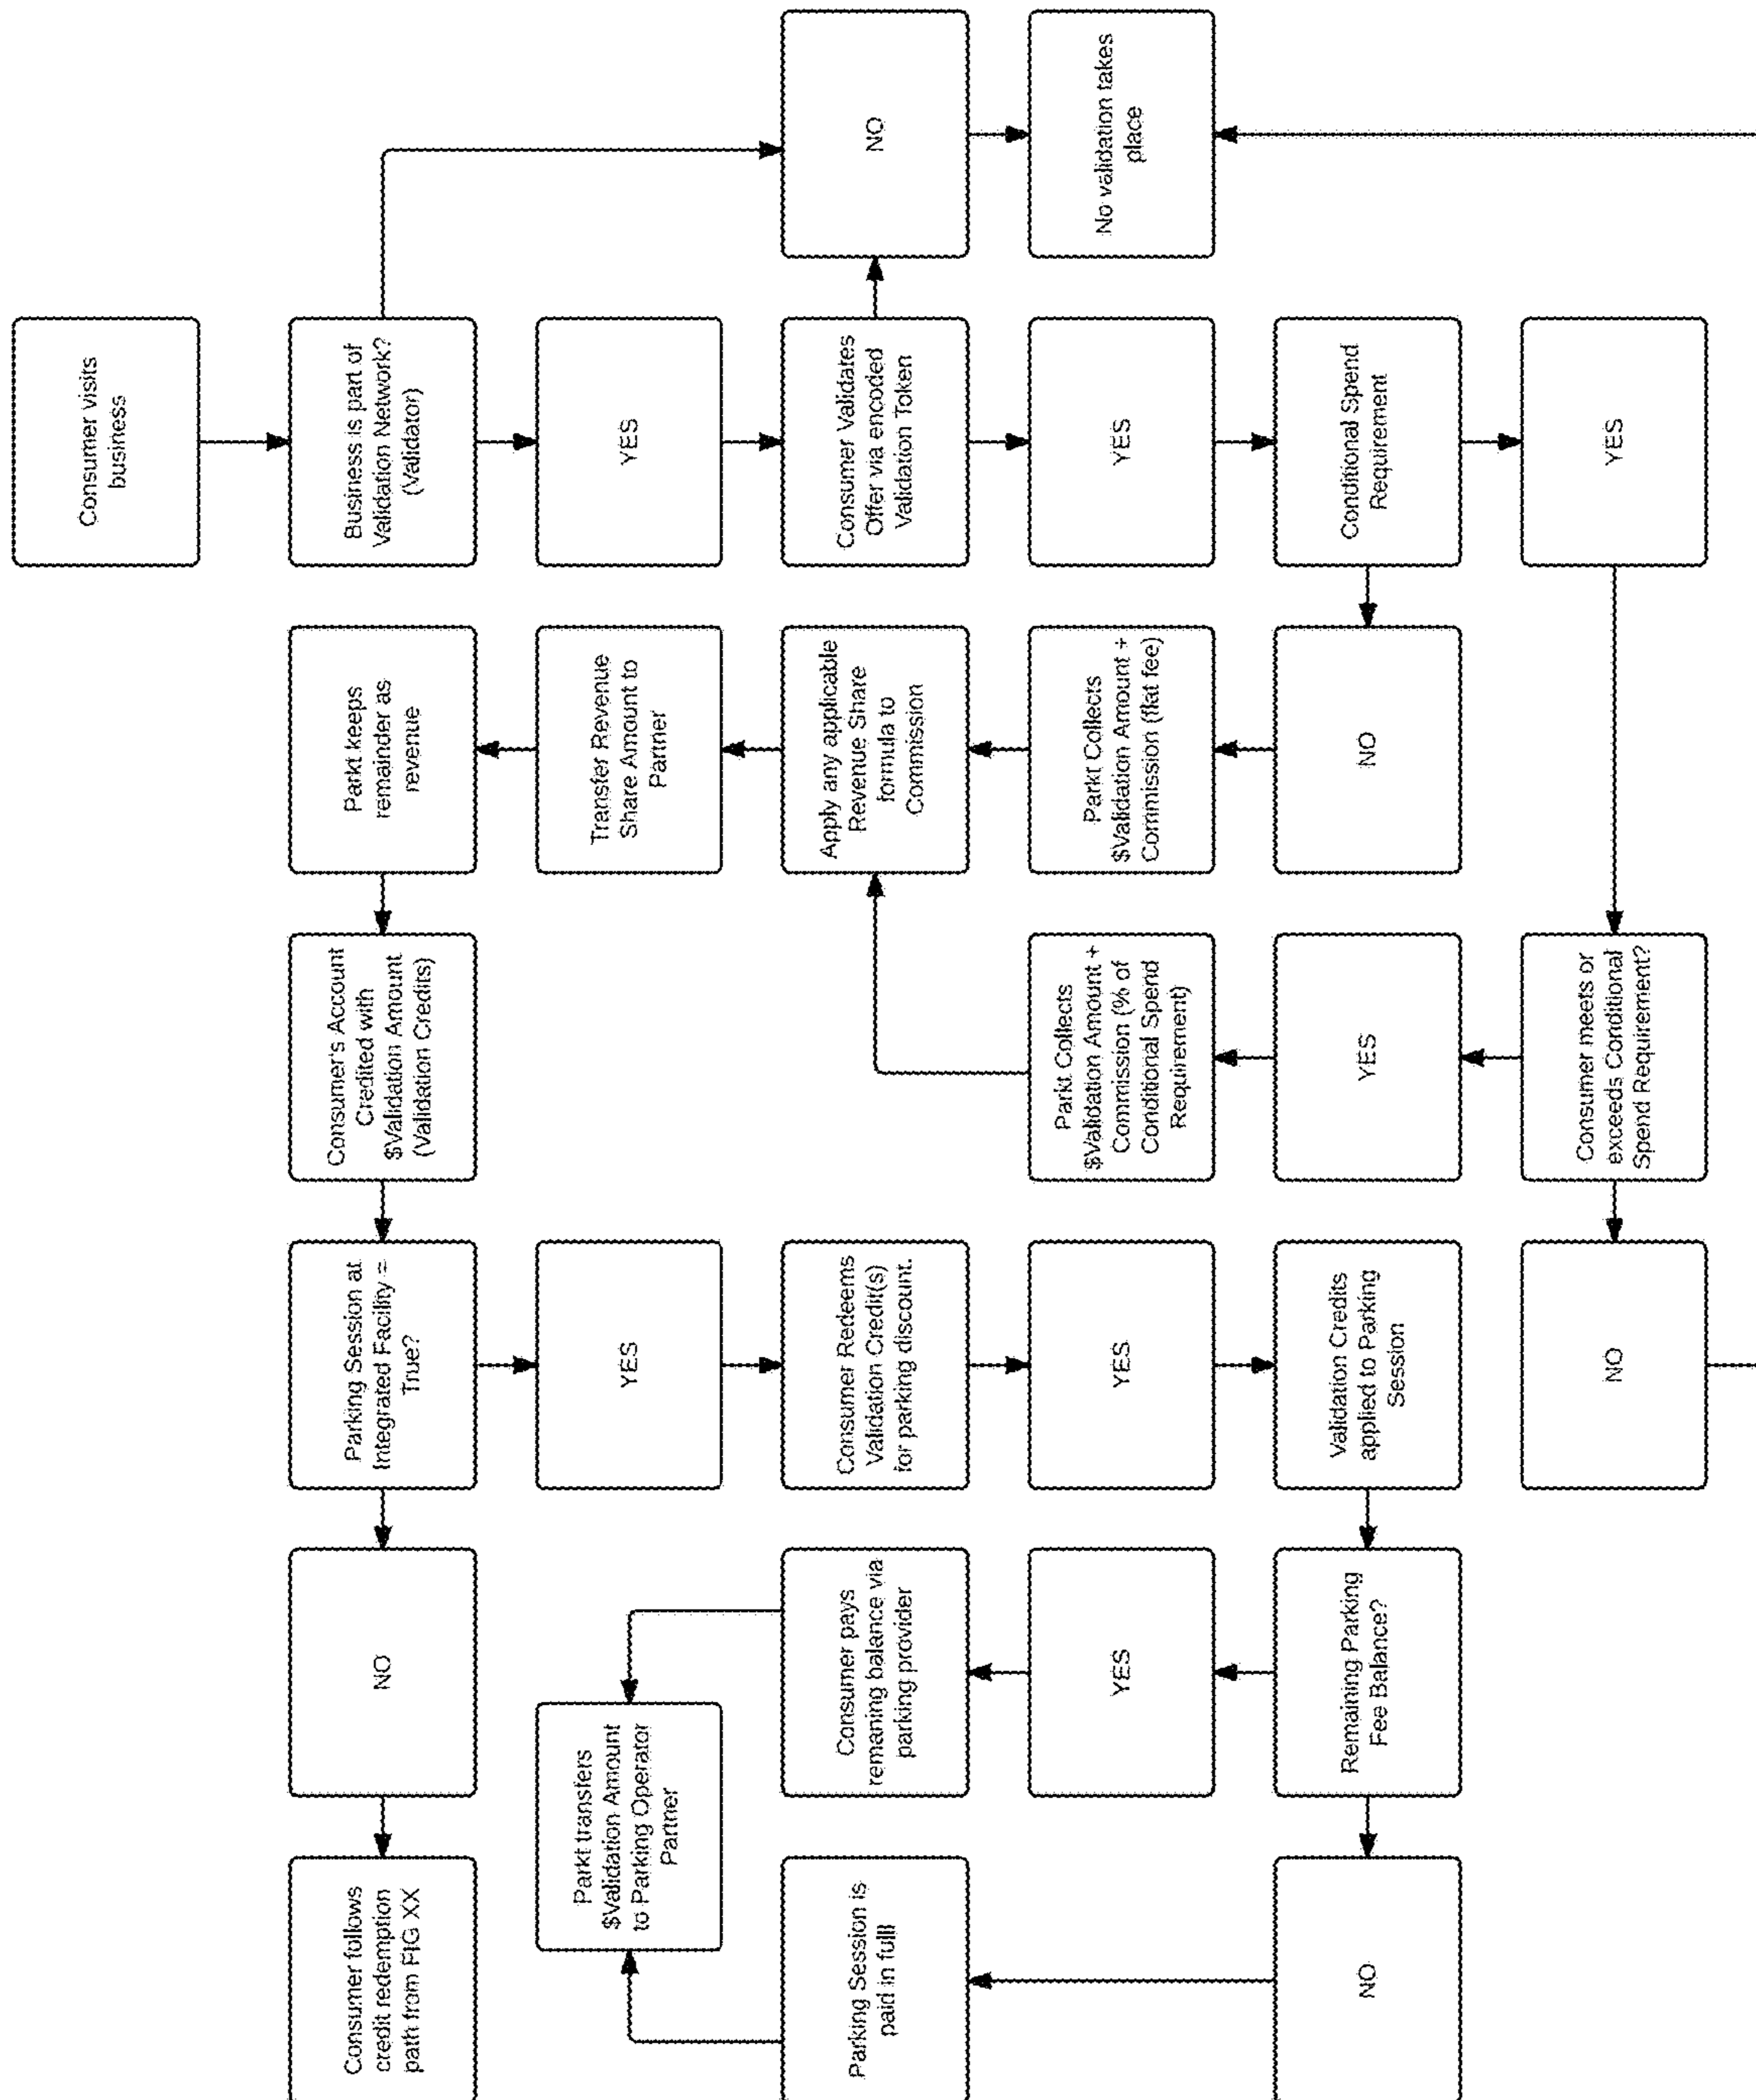 Consumer visits
business
Business is part of
Validation Network?
(Validator)
YES
NO
Consumer Validates
Offer via encoded
Validation Token
No validation takes
place
YES
Conditional Spend
Requirement
YES
NO
Parkt Collects
$Validation Amount +
Commission (flat fee)
Apply any applicable
Revenue Share
formula to
Commission
Transfer Revenue
Share Amount to
Partner
Parkt keeps
remainder as
revenue
Consumer meets or
exceeds Conditional
Spend Requirement?
YES
Parkt Collects
$Validation Amount +
Commission (% of
Conditional Spend
Requirement)
NO
Consumer's Account
Credited with
$Validation Amount
(Validation Credits)
Parking Session at
Integrated Facility =
True?
YES
Consumer Redeems
Validation Credit(s)
for parking discount.
YES
Validation Credits
applied to Parking
Session
Remaining Parking
Fee Balance?
YES
Consumer pays
remaning balance via
parking provider
NO
Parking Session is
paid in full
Parkt transfers
$Validation Amount
to Parking Operator
Partner
NO
Consumer follows
credit redemption
path from FIG XX